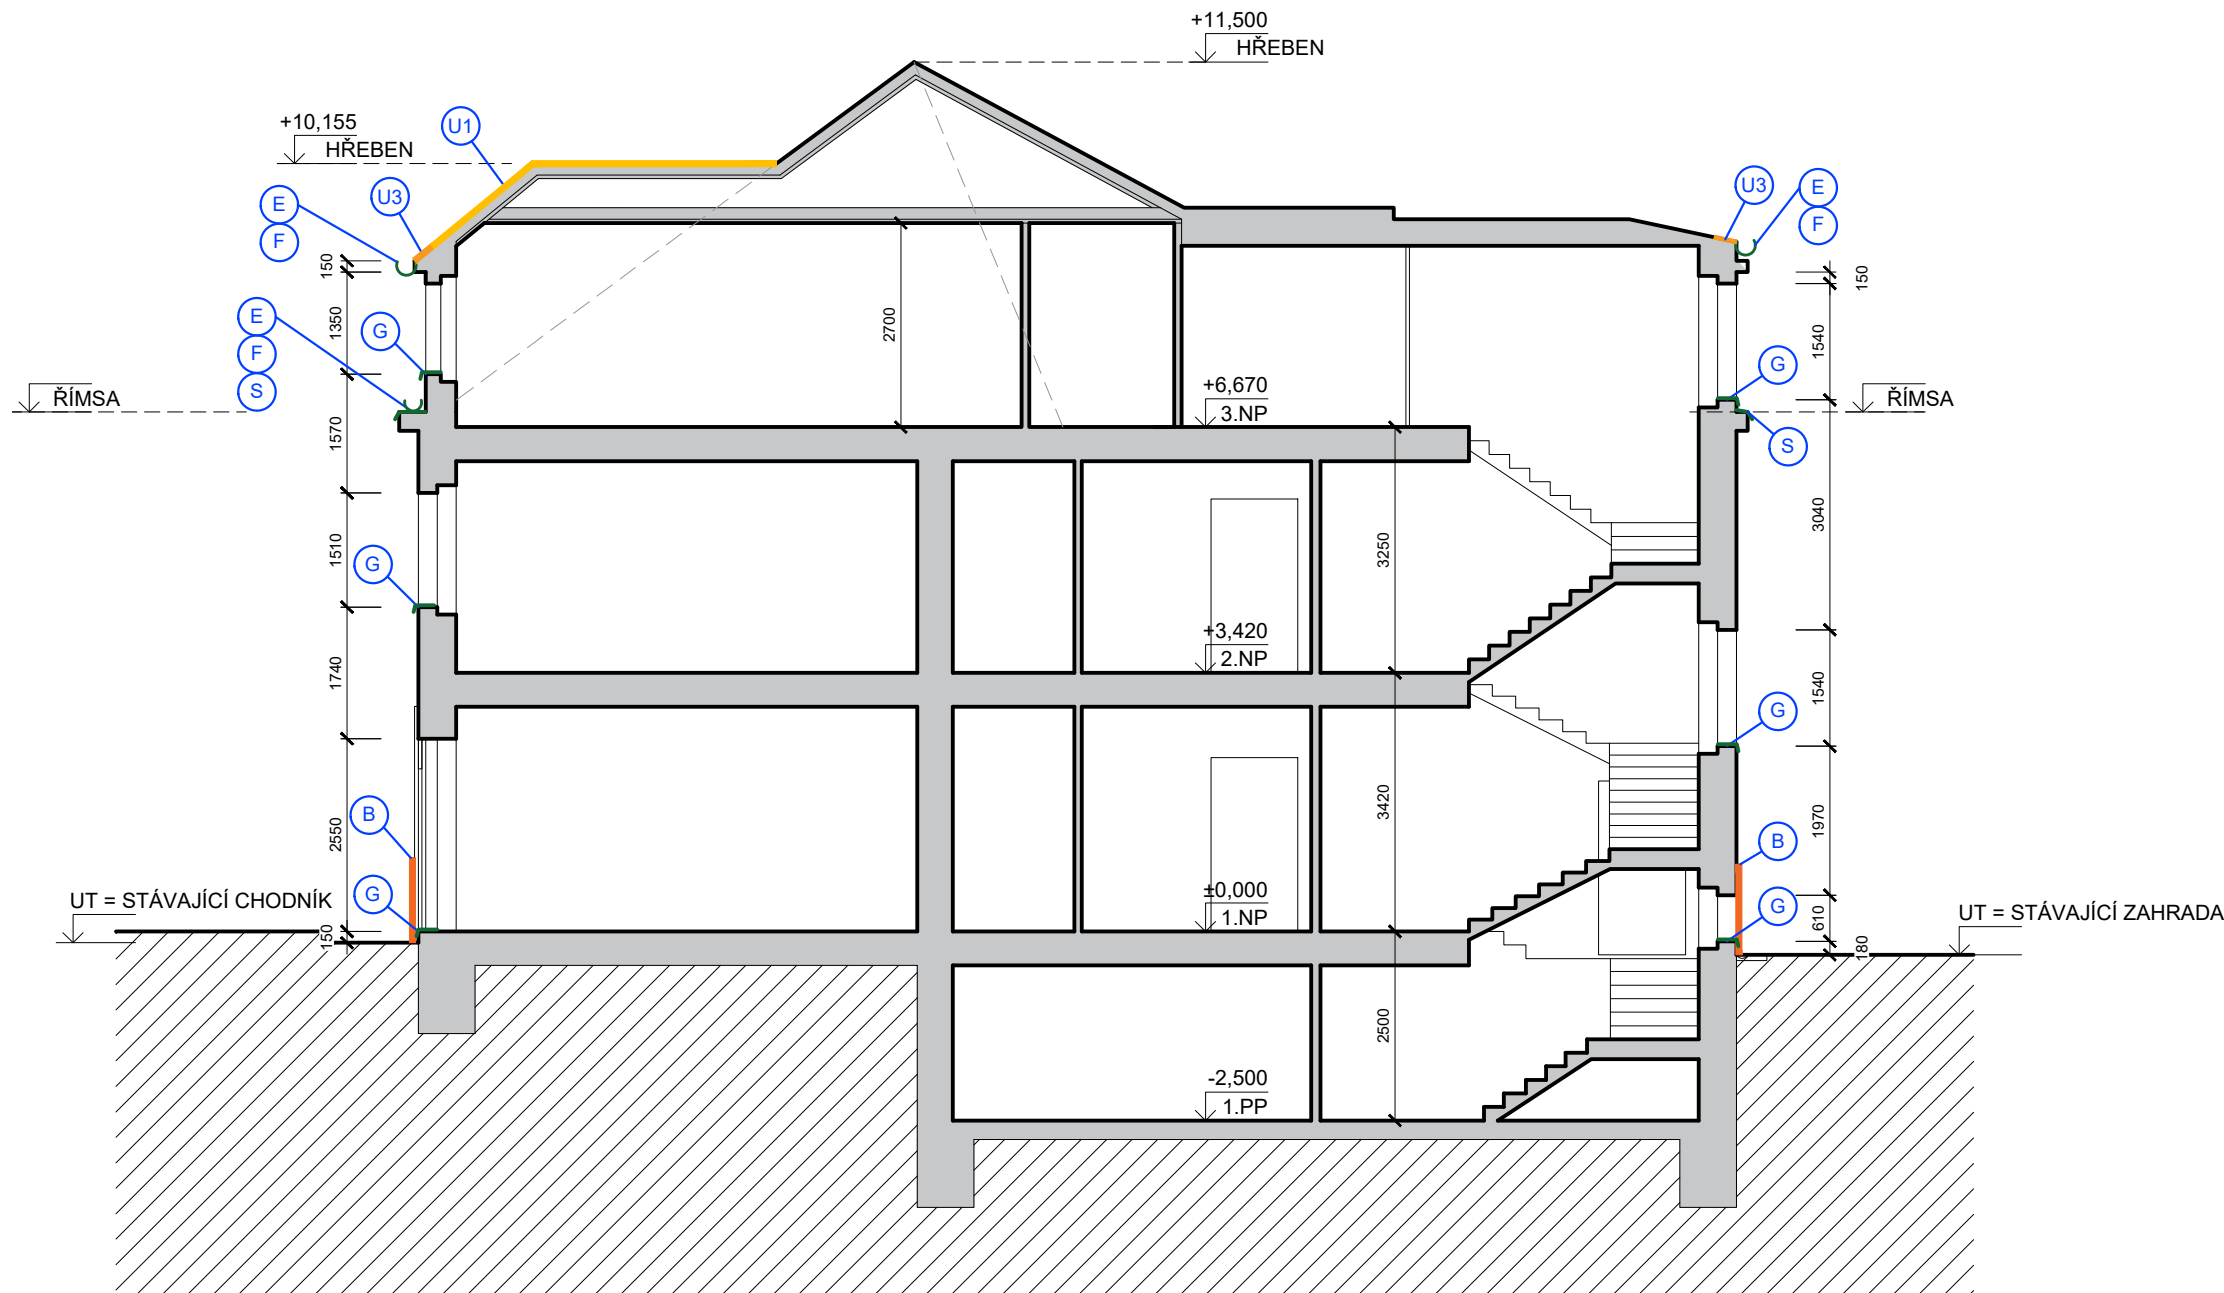 +11,500
HŘEBEN
+10,155
HŘEBEN
U1
U3
E
F
U3
E
F
150
1350
E
F
S
G
ŘÍMSA
1570
1510
G
1740
2550
B
G
UT = STÁVAJÍCÍ CHODNÍK
150
2700
+6,670
3.NP
3250
+3,420
2.NP
3420
±0,000
1.NP
2500
-2,500
1.PP
150
1540
G
ŘÍMSA
S
3040
1540
G
1970
B
G
610
180
UT = STÁVAJÍCÍ ZAHRADA